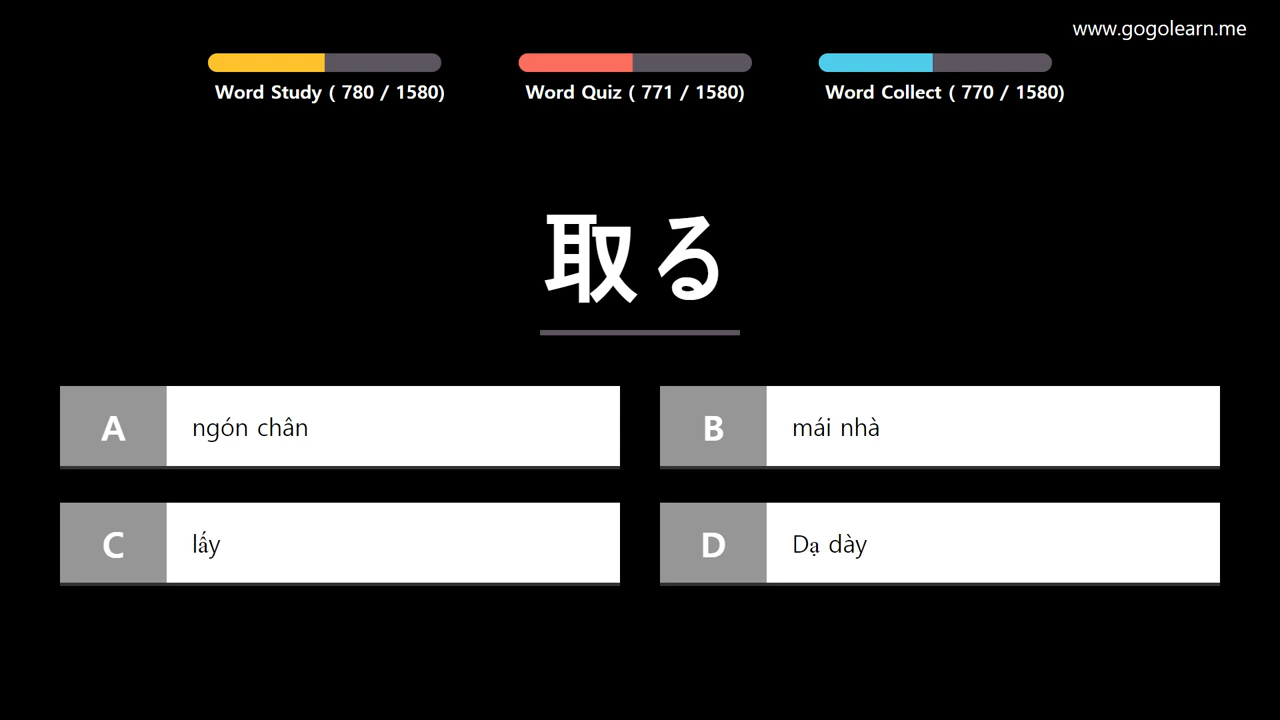 www.gogolearn.me
Word Study ( 780 / 1580)
Word Quiz ( 771 / 1580)
Word Collect ( 770 / 1580)
取る
A
ngón chân
B
mái nhà
C
lấy
D
Dạ dày